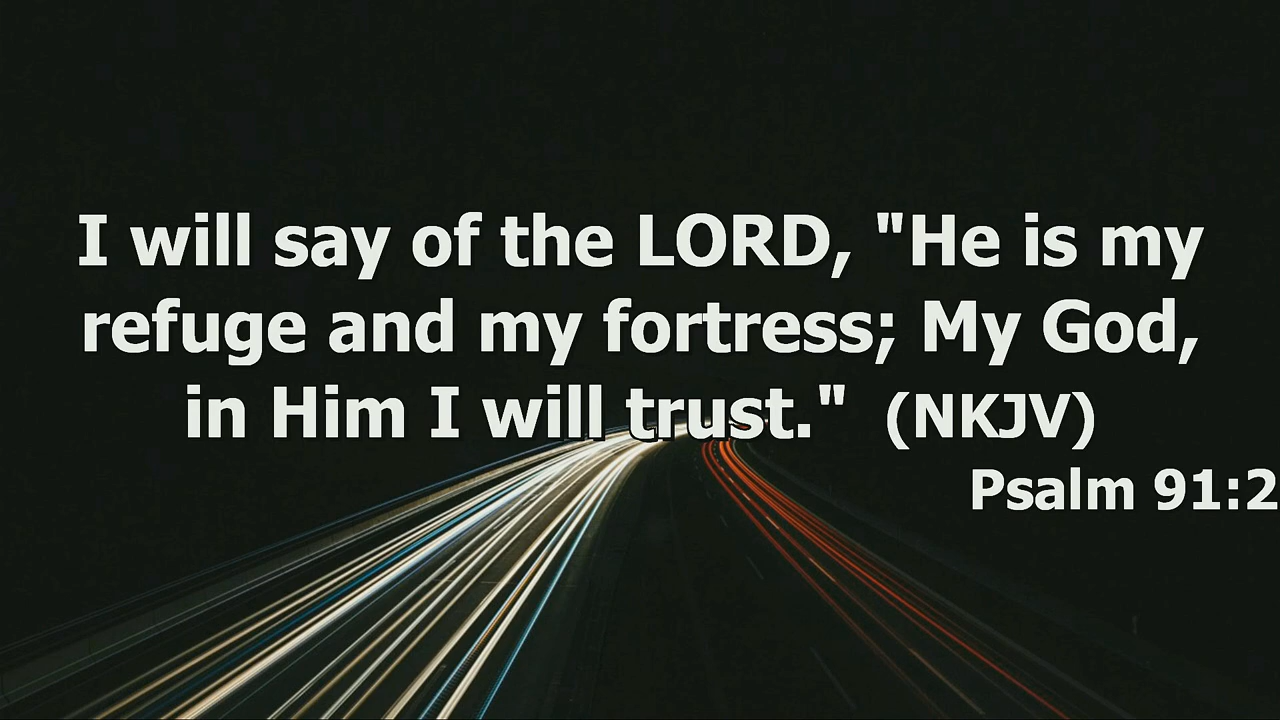 I will say of the LORD, "He is my
refuge and my fortress; My God,
in Him I will trust." (NKJV)
Psalm 91:2